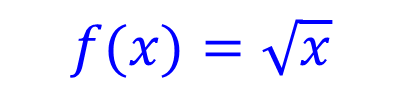 f(x) = √x